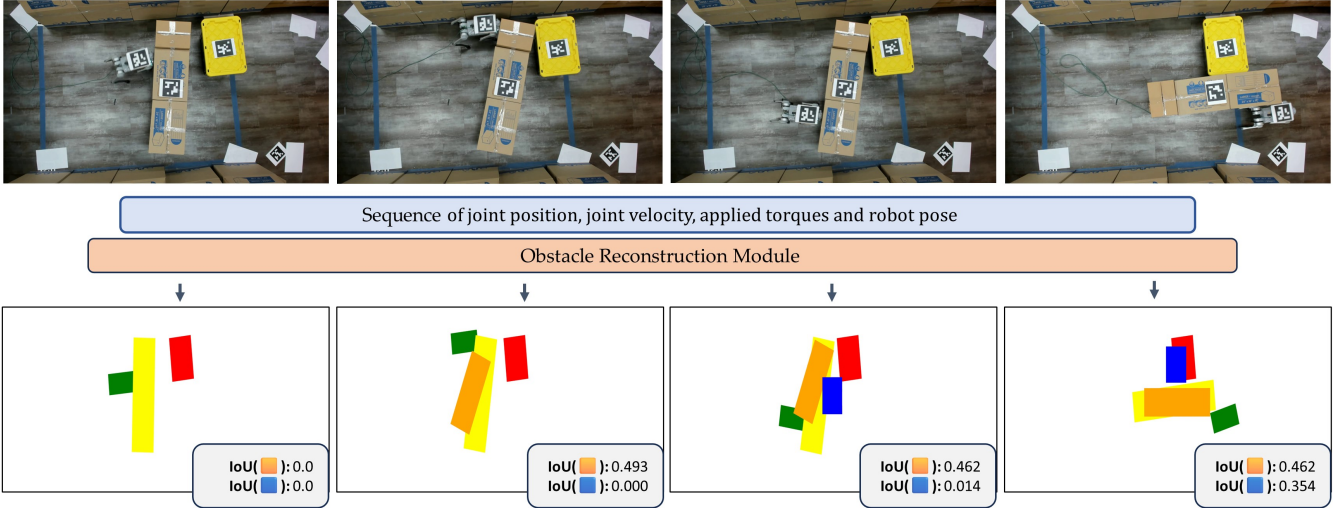 Sequence of joint position, joint velocity, applied torques and robot pose
Obstacle Reconstruction Module
IoU( ): 0.0
IoU( ): 0.0
IoU( ): 0.493
IoU( ): 0.000
IoU( ): 0.462
IoU( ): 0.014
IoU( ): 0.462
IoU( ): 0.354